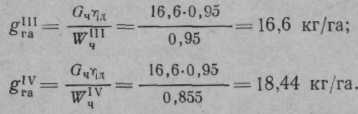 g_га^III = G_ч η_д / W_ч^III = 16,6·0,95 / 0,95 = 16,6 кг/га;
g_га^IV = G_ч η_д / W_ч^IV = 16,6·0,95 / 0,855 = 18,44 кг/га.